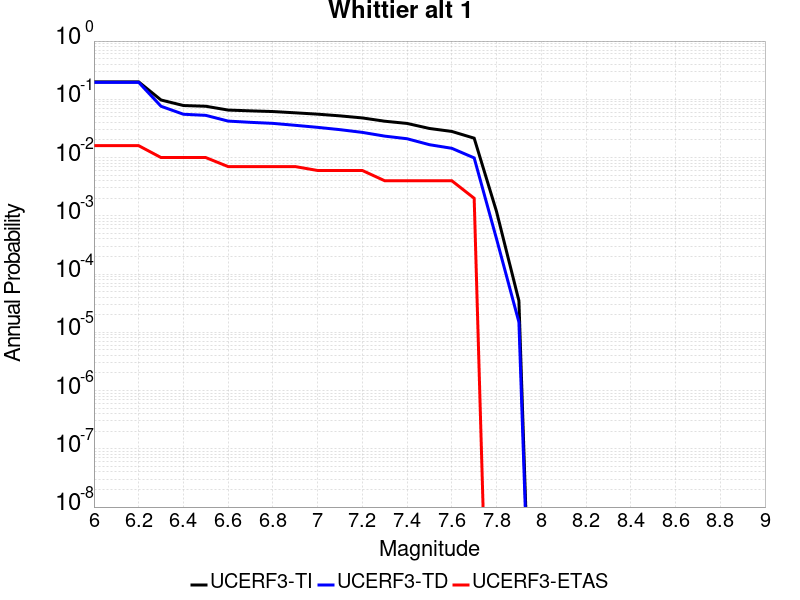 Whittier alt 1
10^0
10^-1
10^-2
10^-3
10^-4
10^-5
10^-6
10^-7
10^-8
Annual Probability
6 6.2 6.4 6.6 6.8 7 7.2 7.4 7.6 7.8 8 8.2 8.4 8.6 8.8 9
Magnitude
UCERF3-TI UCERF3-TD UCERF3-ETAS